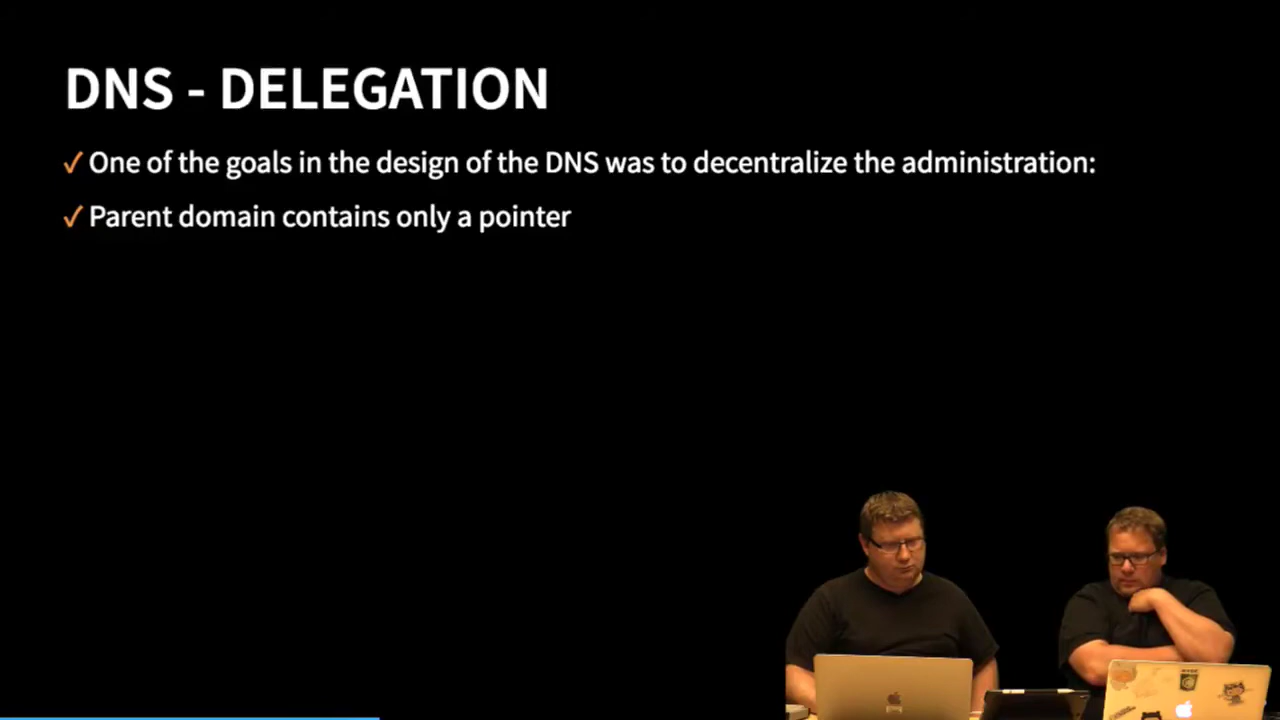 DNS - DELEGATION
✓ One of the goals in the design of the DNS was to decentralize the administration:
✓ Parent domain contains only a pointer